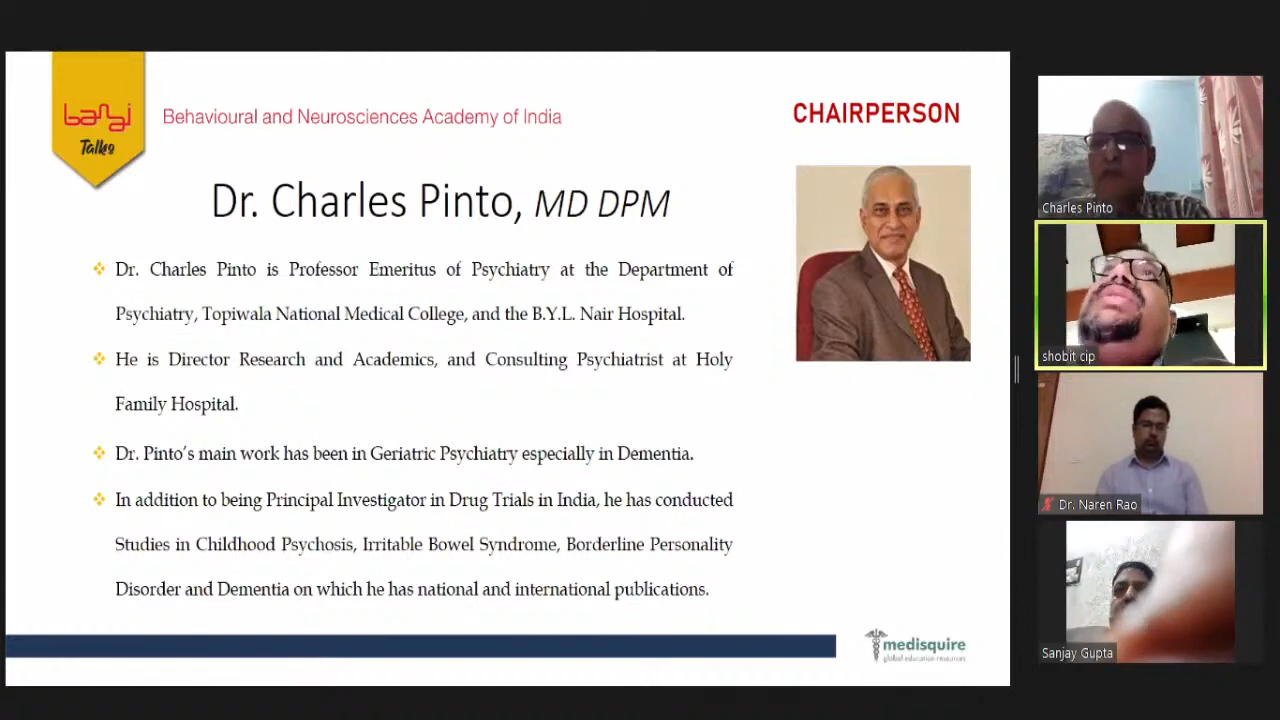 banai
Talks
Behavioural and Neurosciences Academy of India
CHAIRPERSON
Dr. Charles Pinto, MD DPM
Dr. Charles Pinto is Professor Emeritus of Psychiatry at the Department of
Psychiatry, Topiwala National Medical College, and the B.Y.L. Nair Hospital.
He is Director Research and Academics, and Consulting Psychiatrist at Holy
Family Hospital.
Dr. Pinto's main work has been in Geriatric Psychiatry especially in Dementia.
In addition to being Principal Investigator in Drug Trials in India, he has conducted
Studies in Childhood Psychosis, Irritable Bowel Syndrome, Borderline Personality
Disorder and Dementia on which he has national and international publications.
medisquire
global education resources
Charles Pinto
shobit cip
Dr. Naren Rao
Sanjay Gupta